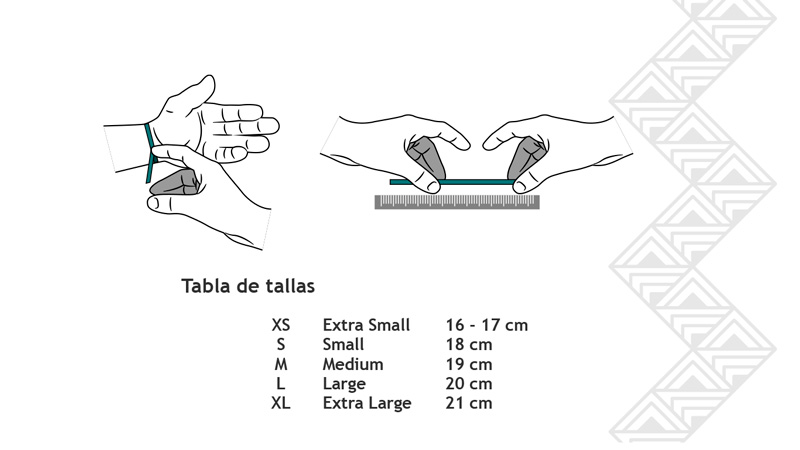 Tabla de tallas
XS Extra Small 16 - 17 cm
S Small 18 cm
M Medium 19 cm
L Large 20 cm
XL Extra Large 21 cm